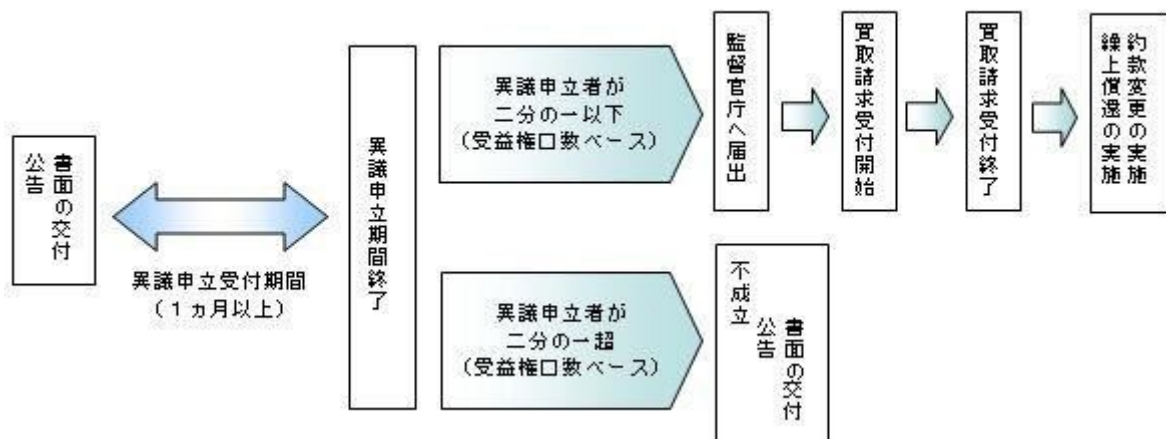 書面の交付
公告
異議申立受付期間
(1カ月以上)
異議申立期間終了
異議申立者が
二分の一以下
(受益権口数ベース)
監督官庁へ届出
買取請求受付開始
買取請求受付終了
約款変更の実施
繰上償還の実施
異議申立者が
二分の一超
(受益権口数ベース)
不成立
書面の交付
公告